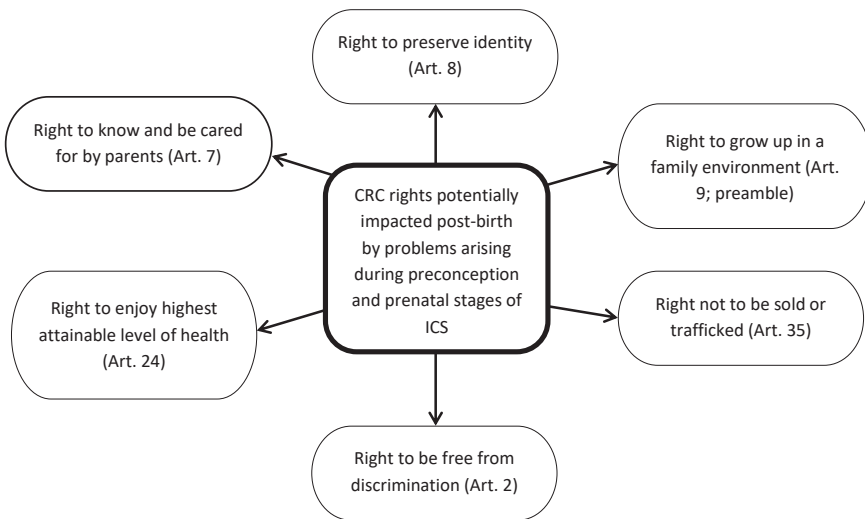 Right to preserve identity
(Art. 8)
Right to know and be cared
for by parents (Art. 7)
Right to grow up in a
family environment (Art.
9; preamble)
CRC rights potentially
impacted post-birth
by problems arising
during preconception
and prenatal stages of
ICS
Right to enjoy highest
attainable level of health
(Art. 24)
Right not to be sold or
trafficked (Art. 35)
Right to be free from
discrimination (Art. 2)